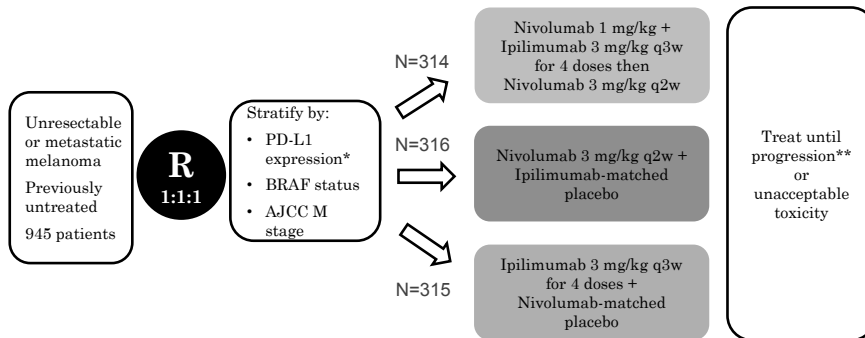 Unresectable
or metastatic
melanoma
Previously
untreated
945 patients
R
1:1:1
Stratify by:
• PD-L1
expression*
• BRAF status
• AJCC M
stage
N=314
N=316
N=315
Nivolumab 1 mg/kg +
Ipilimumab 3 mg/kg q3w
for 4 doses then
Nivolumab 3 mg/kg q2w
Nivolumab 3 mg/kg q2w +
Ipilimumab-matched
placebo
Ipilimumab 3 mg/kg q3w
for 4 doses +
Nivolumab-matched
placebo
Treat until
progression**
or
unacceptable
toxicity